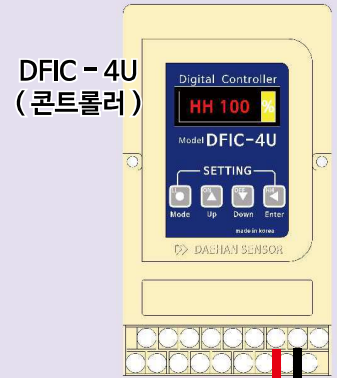 DFIC - 4U
( 콘트롤러 )
Digital Controller
HH 100 %
Model DFIC-4U
SETTING
Mode Up Down Enter
made in korea
DAEHAN SENSOR